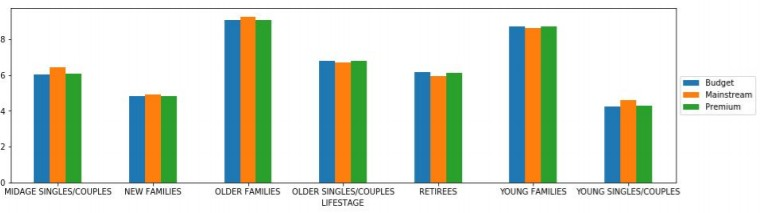 8
6
4
2
0
MIDAGE SINGLES/COUPLES NEW FAMILIES OLDER FAMILIES OLDER SINGLES/COUPLES RETIREES YOUNG FAMILIES YOUNG SINGLES/COUPLES
LIFESTAGE
Budget
Mainstream
Premium